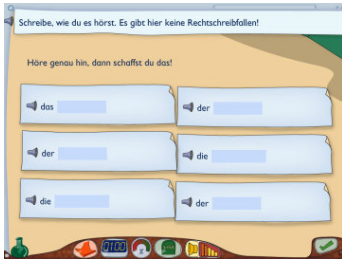 Schreibe, wie du es hörst. Es gibt hier keine Rechtschreibfallen!
Höre genau hin, dann schaffst du das!
das
der
der
die
die
der